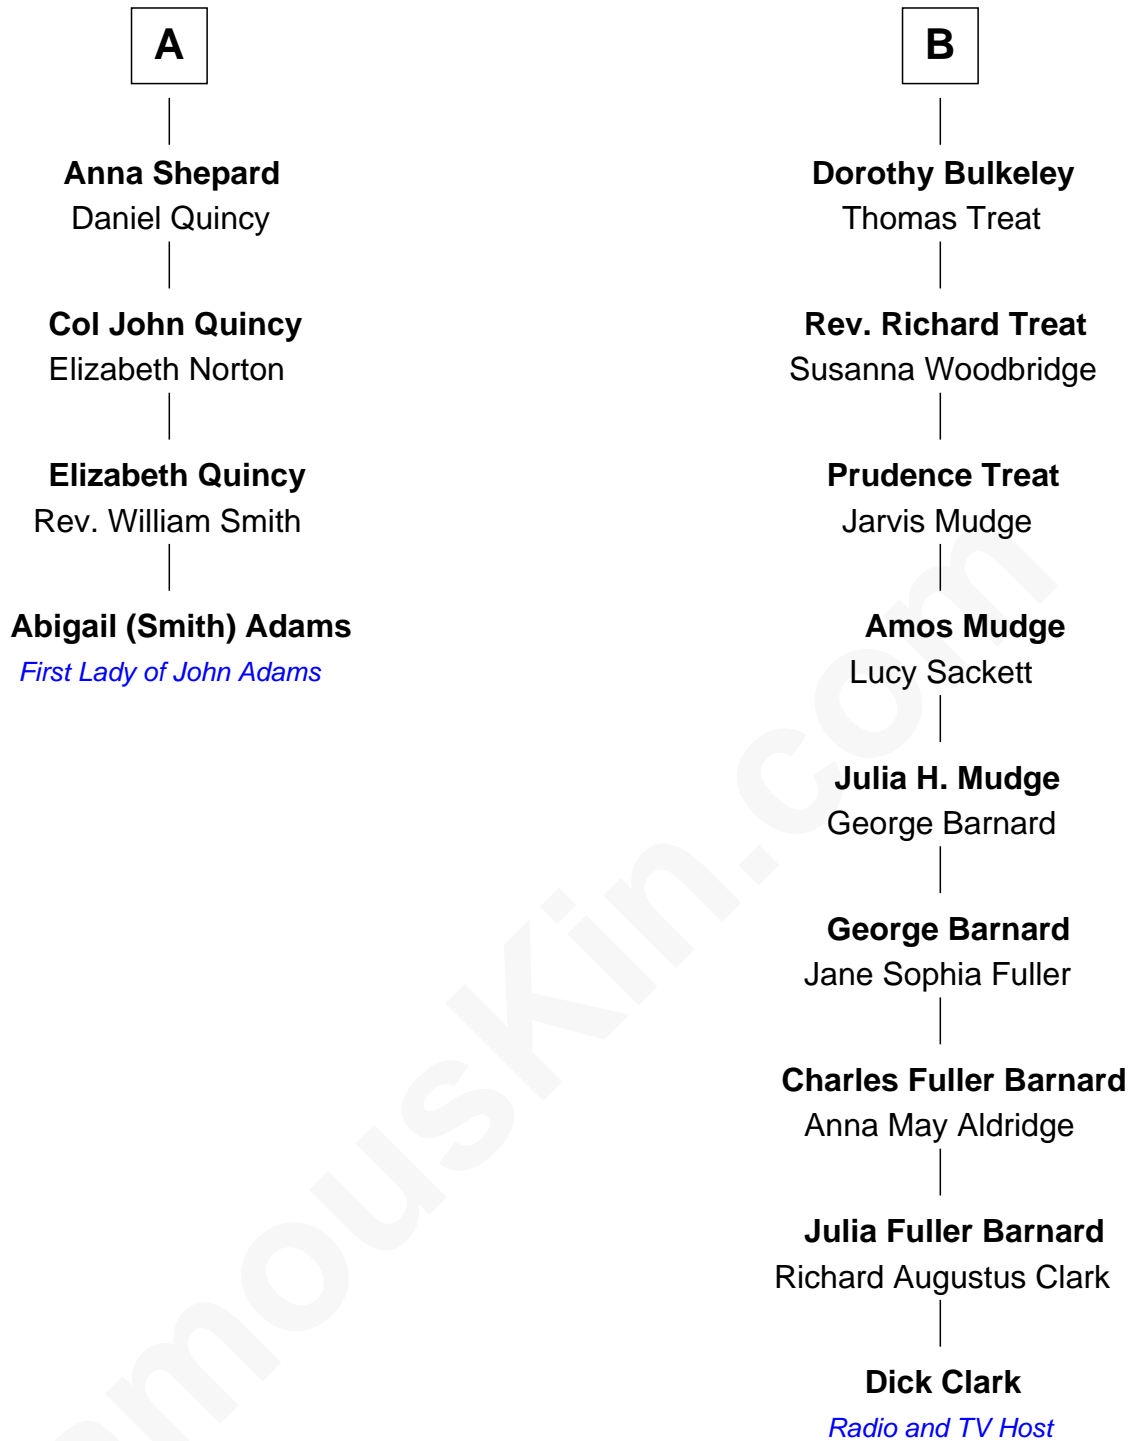 A
Anna Shepard
Daniel Quincy
Col John Quincy
Elizabeth Norton
Elizabeth Quincy
Rev. William Smith
Abigail (Smith) Adams
First Lady of John Adams
B
Dorothy Bulkeley
Thomas Treat
Rev. Richard Treat
Susanna Woodbridge
Prudence Treat
Jarvis Mudge
Amos Mudge
Lucy Sackett
Julia H. Mudge
George Barnard
George Barnard
Jane Sophia Fuller
Charles Fuller Barnard
Anna May Aldridge
Julia Fuller Barnard
Richard Augustus Clark
Dick Clark
Radio and TV Host
amouskin.com